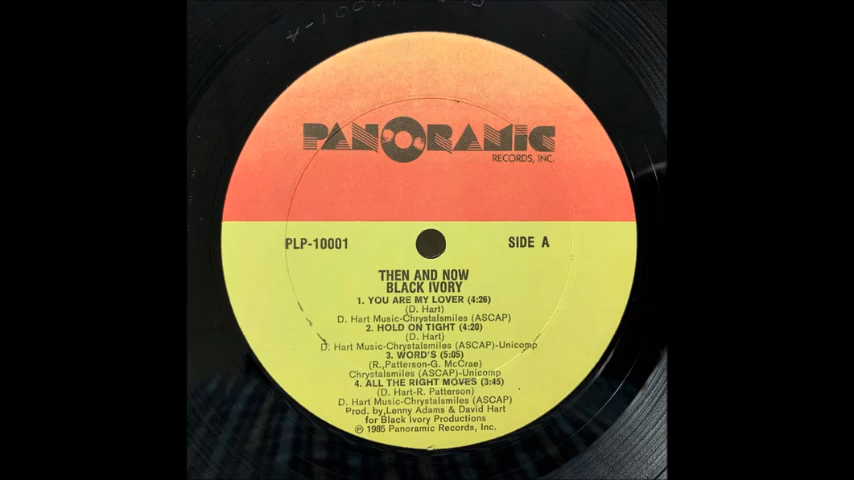 PANORAMIC
RECORDS, INC.
PLP-10001
SIDE A
THEN AND NOW
BLACK IVORY
1. YOU ARE MY LOVER (4:26)
(D. Hart)
D. Hart Music-Chrystalsmiles (ASCAP)
2. HOLD ON TIGHT (4:20)
(D. Hart)
D. Hart Music-Chrystalsmiles (ASCAP)-Unicomp
3. WORD'S (5:05)
(R.,Patterson-G. McCrae)
Chrystalsmiles (ASCAP)-Unicomp
4. ALL THE RIGHT MOVES (3:45)
(D. Hart-R. Patterson)
D. Hart Music-Chrystalsmiles (ASCAP)
Prod. by,Lenny Adams & David Hart
for Black Ivory Productions
℗ 1985 Panoramic Records, Inc.